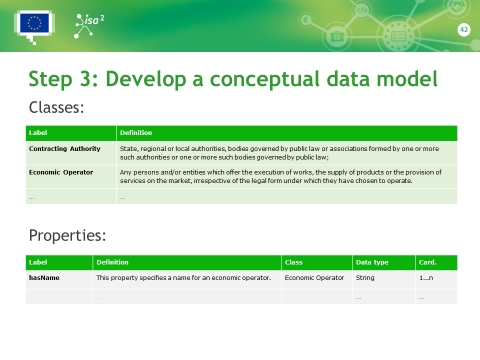 isa²
42
Step 3: Develop a conceptual data model
Classes:
Label Definition
Contracting Authority State, regional or local authorities, bodies governed by public law or associations formed by one or more
such authorities or one or more such bodies governed by public law;
Economic Operator Any persons and/or entities which offer the execution of works, the supply of products or the provision of
services on the market, irrespective of the legal form under which they have chosen to operate.
... ...
Properties:
Label Definition Class Data type Card.
hasName This property specifies a name for an economic operator. Economic Operator String 1...n
... ... ... ... ...